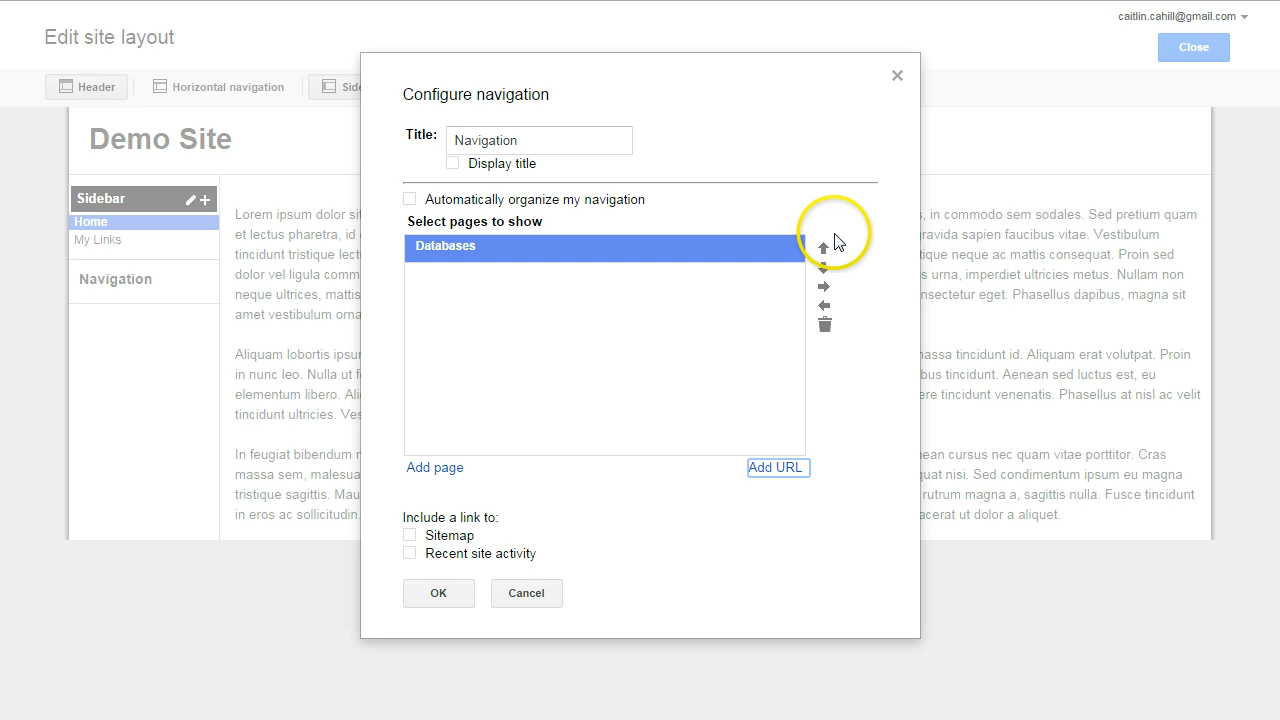 caitlin.cahill@gmail.com
Edit site layout
Close
Header
Horizontal navigation
Side
Configure navigation
Demo Site
Title:
Navigation
Display title
Sidebar
Automatically organize my navigation
Home
Select pages to show
My Links
Databases
Navigation
Lorem ipsum dolor sit
, in commodo sem sodales. Sed pretium quam
et lectus pharetra, id
gravida sapien faucibus vitae. Vestibulum
tincidunt tristique lect
tique neque ac mattis consequat. Proin sed
dolor vel ligula comm
s urna, imperdiet ultricies metus. Nullam non
neque ultrices, mattis
nsectetur eget. Phasellus dapibus, magna sit
amet vestibulum orna
Aliquam lobortis ipsu
massa tincidunt id. Aliquam erat volutpat. Proin
in nunc leo. Nulla ut f
bus tincidunt. Aenean sed luctus est, eu
elementum libero. Ali
ere tincidunt venenatis. Phasellus at nisl ac velit
tincidunt ultricies. Ves
In feugiat bibendum
ean cursus nec quam vitae porttitor. Cras
massa sem, malesua
quat nisi. Sed condimentum ipsum eu magna
tristique sagittis. Mau
rutrum magna a, sagittis nulla. Fusce tincidunt
in eros ac sollicitudin.
acerat ut dolor a aliquet.
Add page
Add URL
Include a link to:
Sitemap
Recent site activity
OK
Cancel